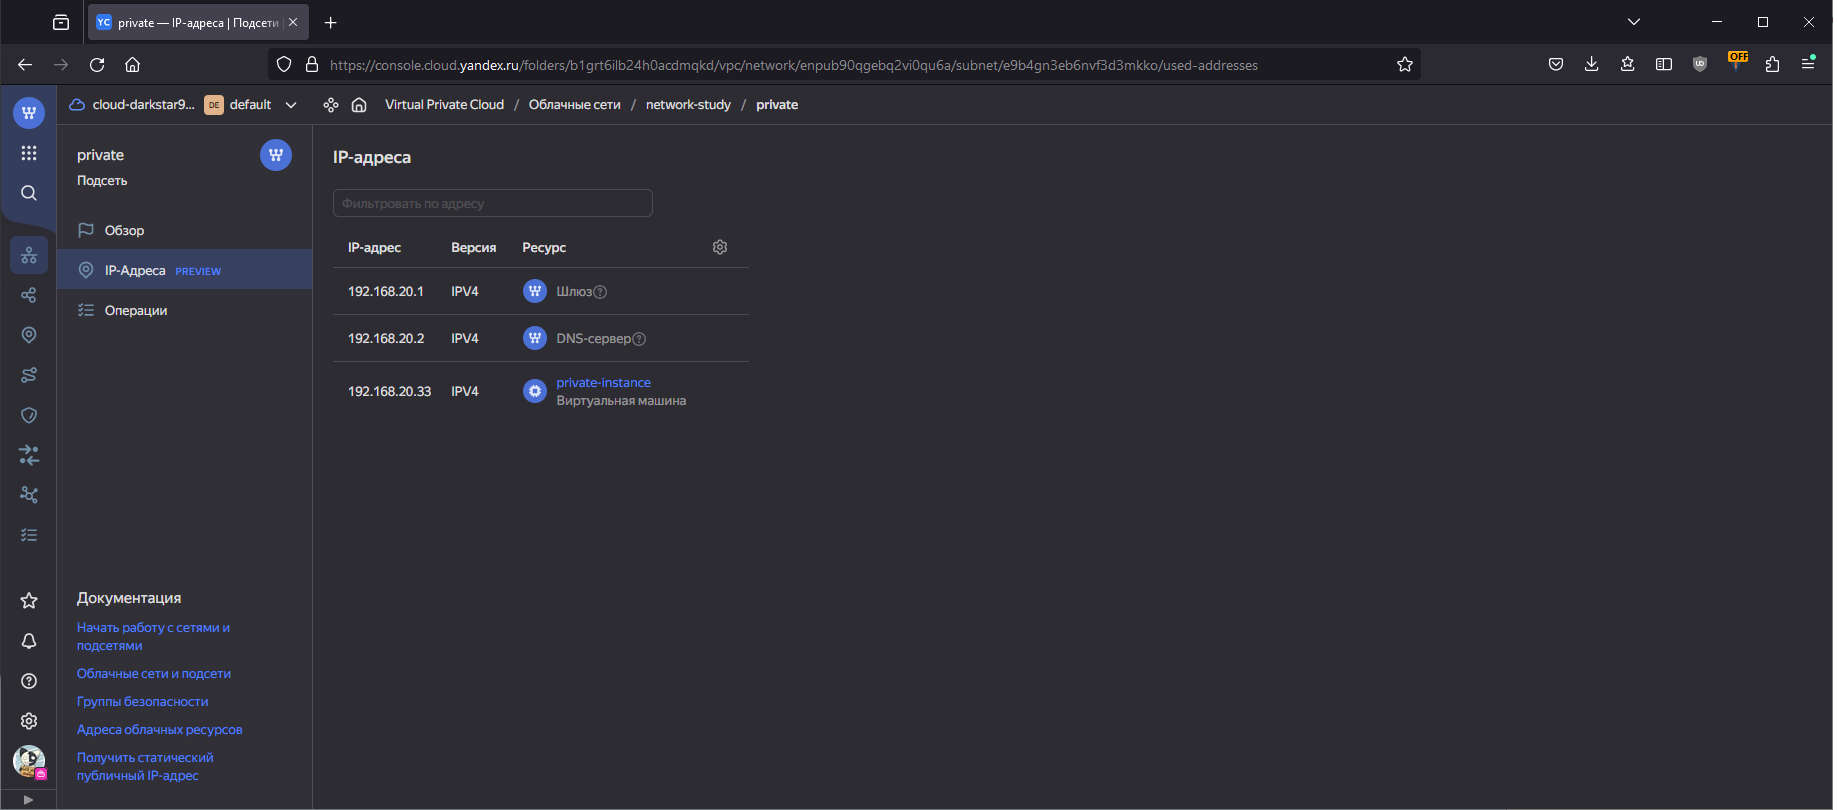 YC private — IP-адреса | Подсети
https://console.cloud.yandex.ru/folders/b1grt6ilb24h0acdmqkd/vpc/network/enpub90qgebq2vi0qu6a/subnet/e9b4gn3eb6nvf3d3mkko/used-addresses
OFF
cloud-darkstar9... DE default
Virtual Private Cloud / Облачные сети / network-study / private
private
Подсеть
Обзор
IP-Адреса PREVIEW
Операции
Документация
Начать работу с сетями и
подсетями
Облачные сети и подсети
Группы безопасности
Адреса облачных ресурсов
Получить статический
публичный IP-адрес
IP-адреса
Фильтровать по адресу
IP-адрес Версия Ресурс
192.168.20.1 IPV4 Шлюз
192.168.20.2 IPV4 DNS-сервер
192.168.20.33 IPV4 private-instance
Виртуальная машина